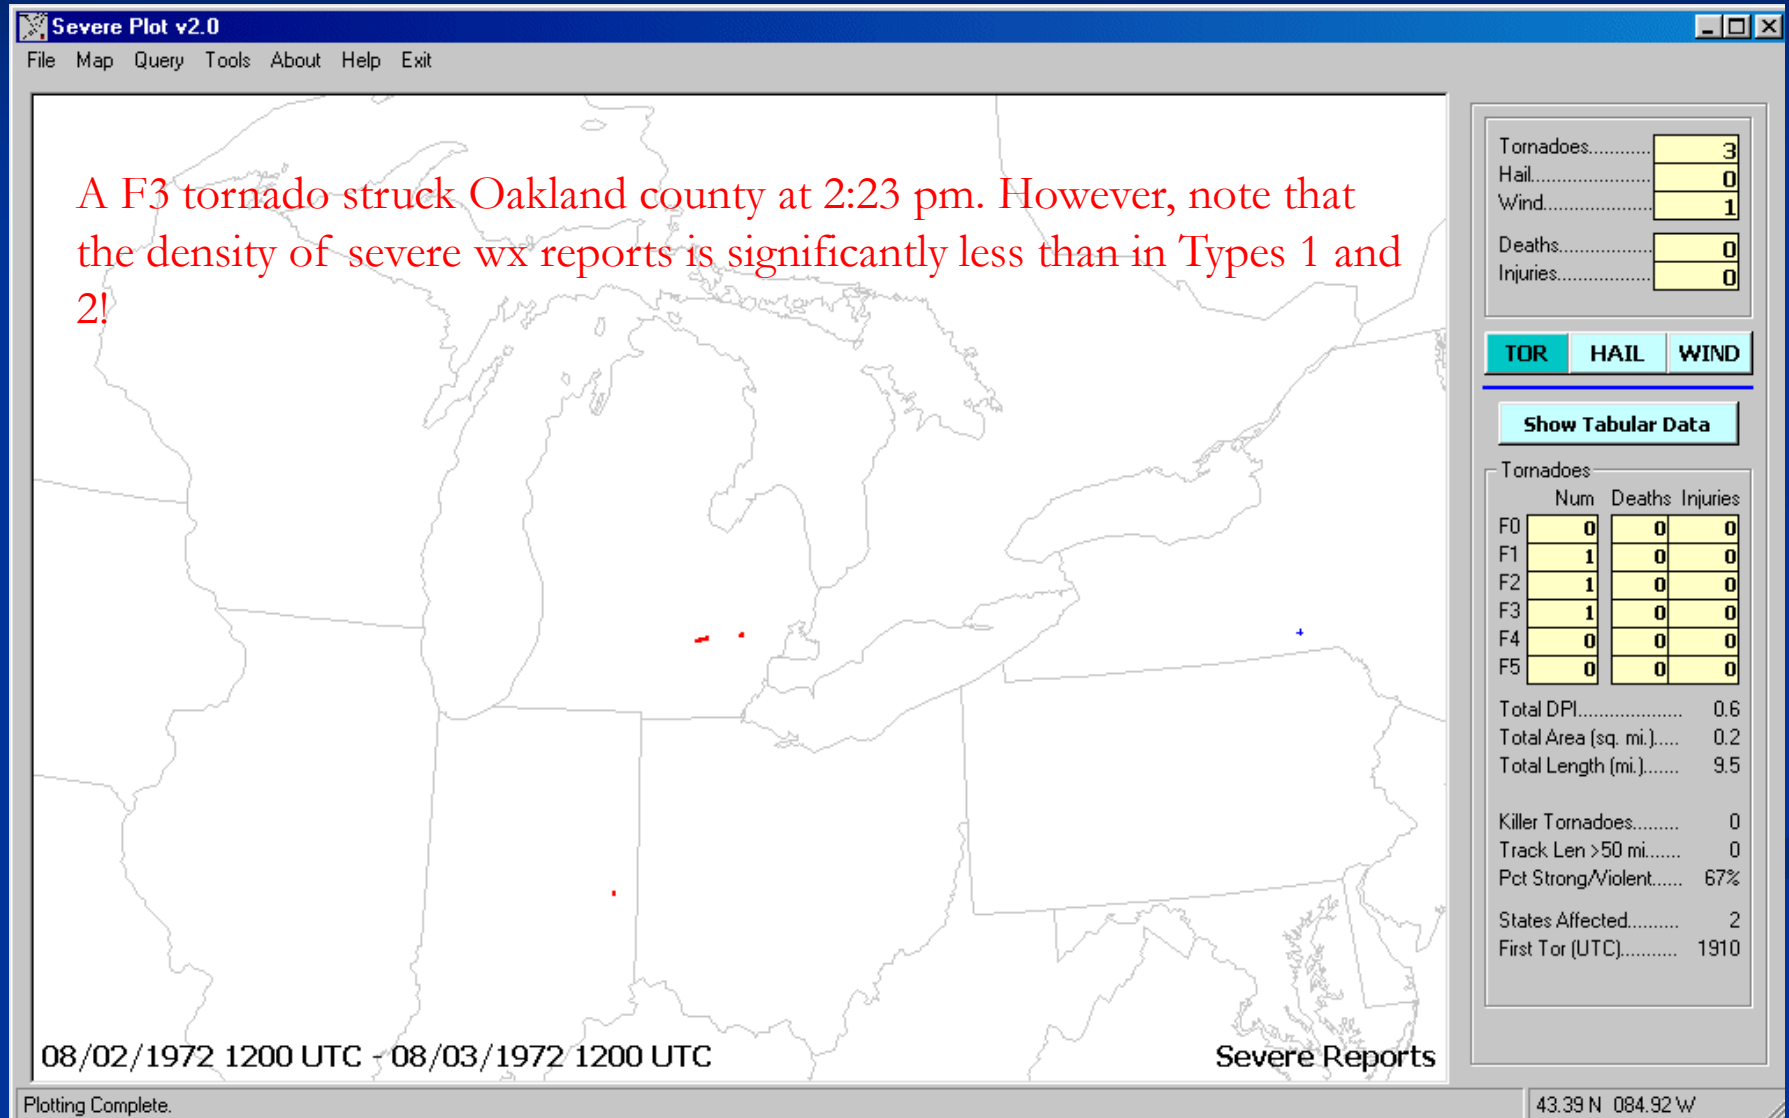 Severe Plot v2.0
File Map Query Tools About Help Exit
A F3 tornado struck Oakland county at 2:23 pm. However, note that
the density of severe wx reports is significantly less than in Types 1 and
2!
08/02/1972 1200 UTC - 08/03/1972 1200 UTC
Severe Reports
Tornadoes............ 3
Hail..................... 0
Wind.................... 1
Deaths................ 0
Injuries................ 0
TOR HAIL WIND
Show Tabular Data
Tornadoes
Num Deaths Injuries
F0 0 0 0
F1 1 0 0
F2 1 0 0
F3 1 0 0
F4 0 0 0
F5 0 0 0
Total DPI.................. 0.6
Total Area (sq. mi.)..... 0.2
Total Length (mi.)....... 9.5
Killer Tornadoes......... 0
Track Len >50 mi....... 0
Pct Strong/Violent...... 67%
States Affected.......... 2
First Tor (UTC)........... 1910
Plotting Complete.
43.39 N 084.92 W